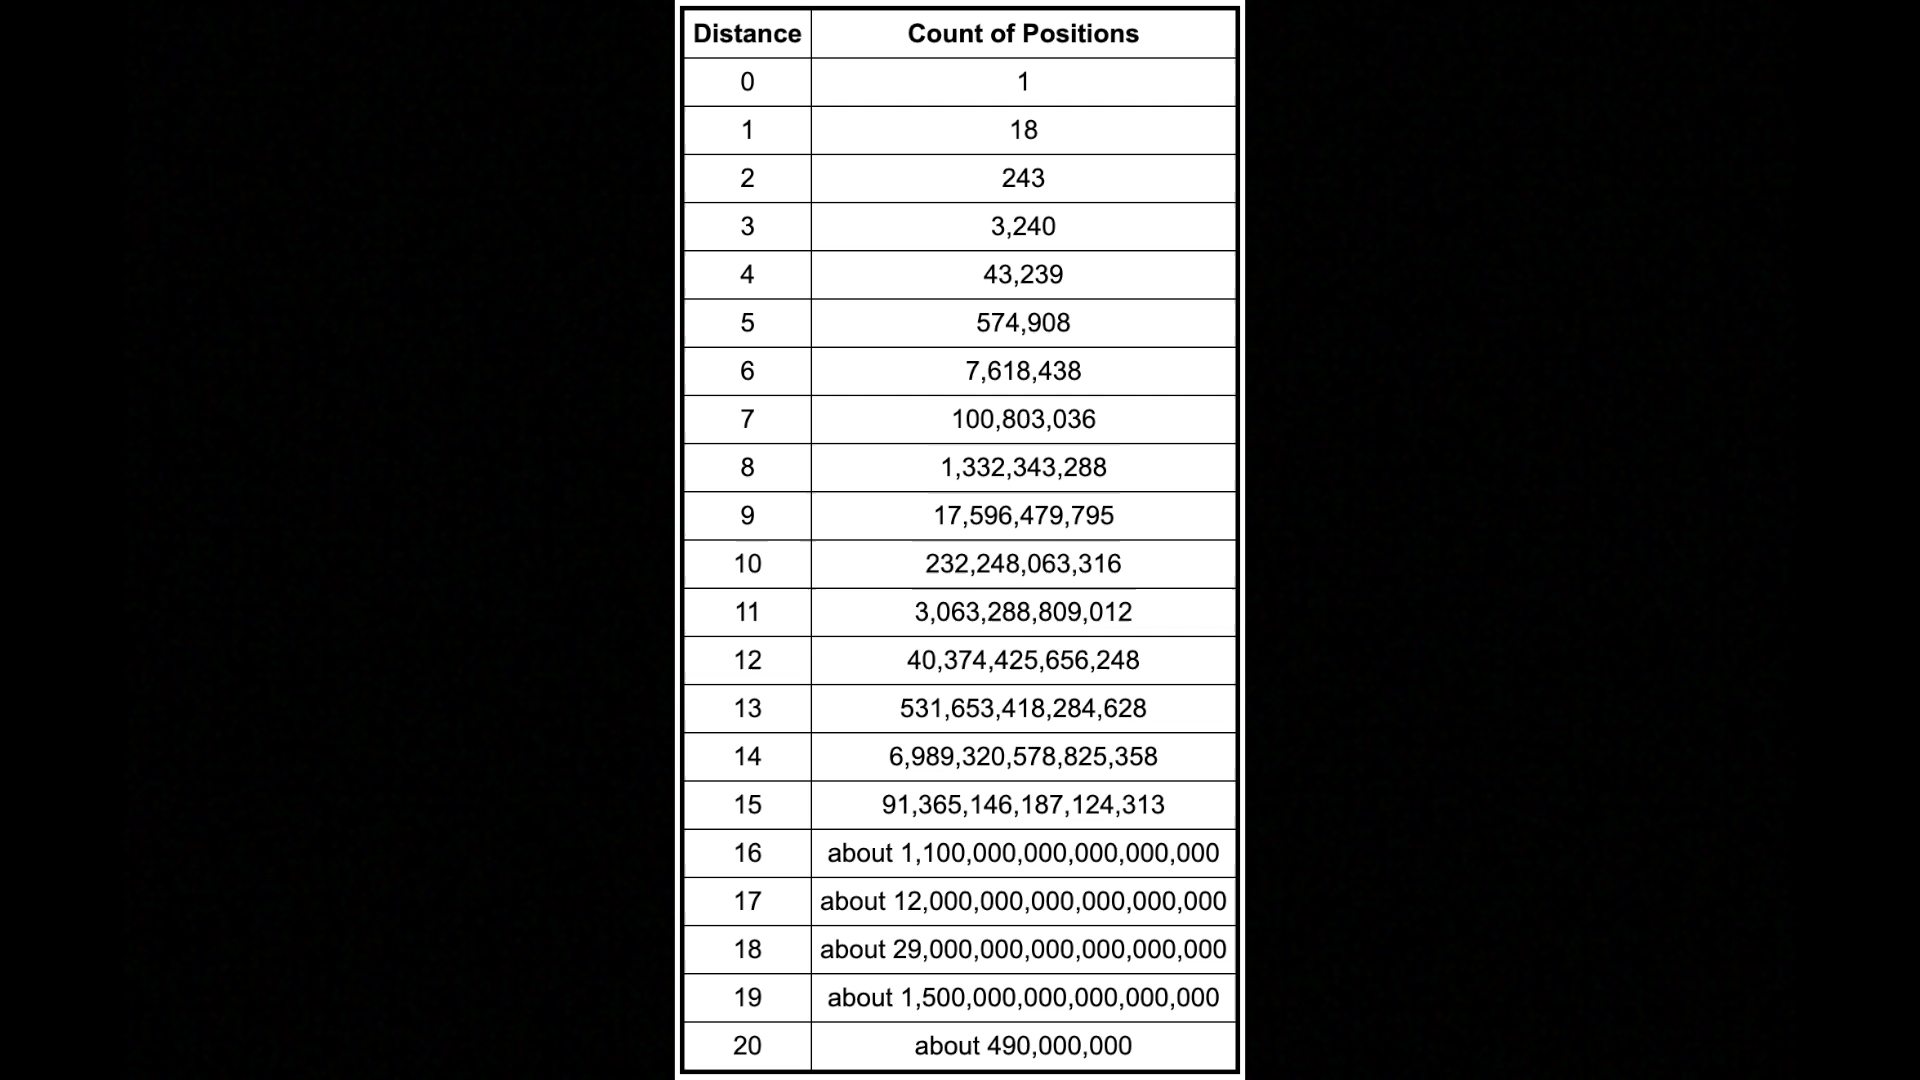 Distance Count of Positions
0 1
1 18
2 243
3 3,240
4 43,239
5 574,908
6 7,618,438
7 100,803,036
8 1,332,343,288
9 17,596,479,795
10 232,248,063,316
11 3,063,288,809,012
12 40,374,425,656,248
13 531,653,418,284,628
14 6,989,320,578,825,358
15 91,365,146,187,124,313
16 about 1,100,000,000,000,000,000
17 about 12,000,000,000,000,000,000
18 about 29,000,000,000,000,000,000
19 about 1,500,000,000,000,000,000
20 about 490,000,000